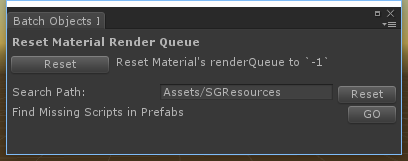 Batch Objects I
Reset Material Render Queue
Reset Reset Material's renderQueue to `-1`
Search Path: Assets/SGResources Reset
Find Missing Scripts in Prefabs GO